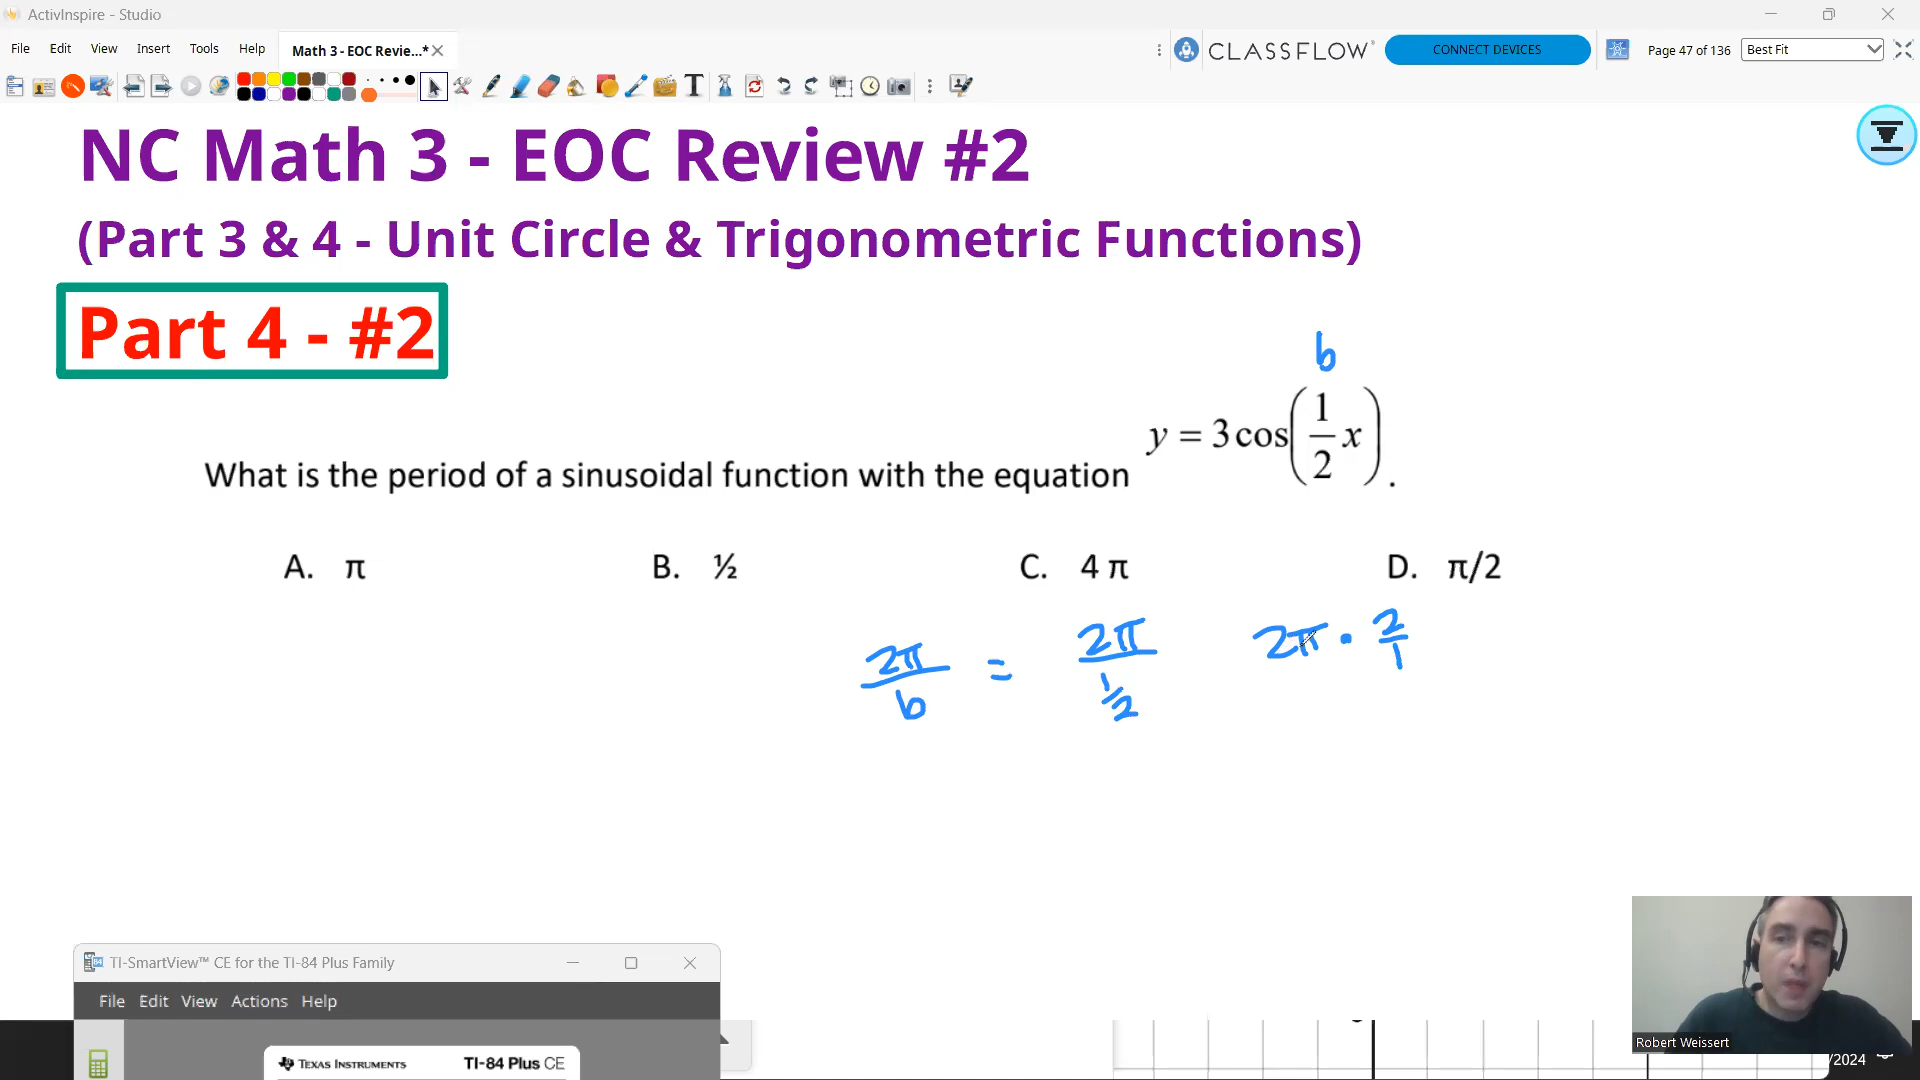 ActivInspire - Studio
File Edit View Insert Tools Help Math 3 - EOC Revie...* CLASSFLOW CONNECT DEVICES Page 47 of 136 Best Fit
NC Math 3 - EOC Review #2
(Part 3 & 4 - Unit Circle & Trigonometric Functions)
Part 4 - #2
b
What is the period of a sinusoidal function with the equation y = 3 cos(1/2 x).
A. π B. ½ C. 4 π D. π/2
2π/b = 2π/½ 2π · 2/1
TI-SmartView™ CE for the TI-84 Plus Family
File Edit View Actions Help
TEXAS INSTRUMENTS TI-84 Plus CE
Robert Weissert
/2024